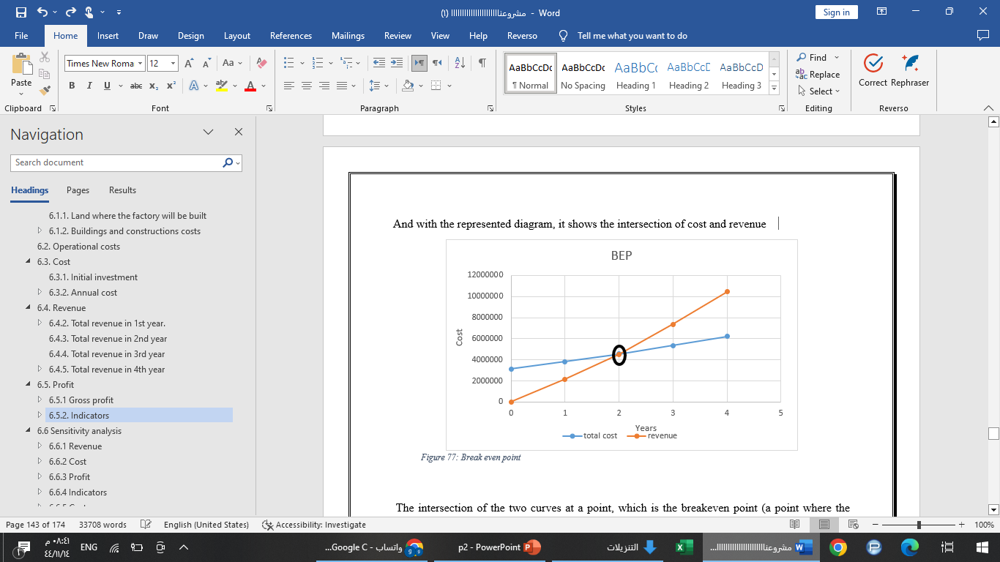 مشروعنااااااااااااااااااااا (١) - Word
Sign in
File Home Insert Draw Design Layout References Mailings Review View Help Reverso Tell me what you want to do
Paste
Times New Roma 12 Aa
B I U abc x₂ x² A ab A
AaBbCcDc AaBbCcDc AaBbCc AaBbCcD AaBbCcD
¶ Normal No Spacing Heading 1 Heading 2 Heading 3
Find
Replace
Select
Correct Rephraser
Clipboard Font Paragraph Styles Editing Reverso
Navigation
Search document
Headings Pages Results
6.1.1. Land where the factory will be built
6.1.2. Buildings and constructions costs
6.2. Operational costs
6.3. Cost
6.3.1. Initial investment
6.3.2. Annual cost
6.4. Revenue
6.4.2. Total revenue in 1st year.
6.4.3. Total revenue in 2nd year
6.4.4. Total revenue in 3rd year
6.4.5. Total revenue in 4th year
6.5. Profit
6.5.1 Gross profit
6.5.2. Indicators
6.6 Sensitivity analysis
6.6.1 Revenue
6.6.2 Cost
6.6.3 Profit
6.6.4 Indicators
And with the represented diagram, it shows the intersection of cost and revenue
BEP
12000000
10000000
8000000
6000000
4000000
2000000
0
Cost
0 1 2 3 4 5
Years
total cost revenue
Figure 77: Break even point
The intersection of the two curves at a point, which is the breakeven point (a point where the
Page 143 of 174 33708 words English (United States) Accessibility: Investigate 100%
٠٨:٤١ م
٤٤/١١/١٤
ENG
واتساب - Google C...
p2 - PowerPoint
التنزيلات
مشروعنااااااااااااااااااااا...